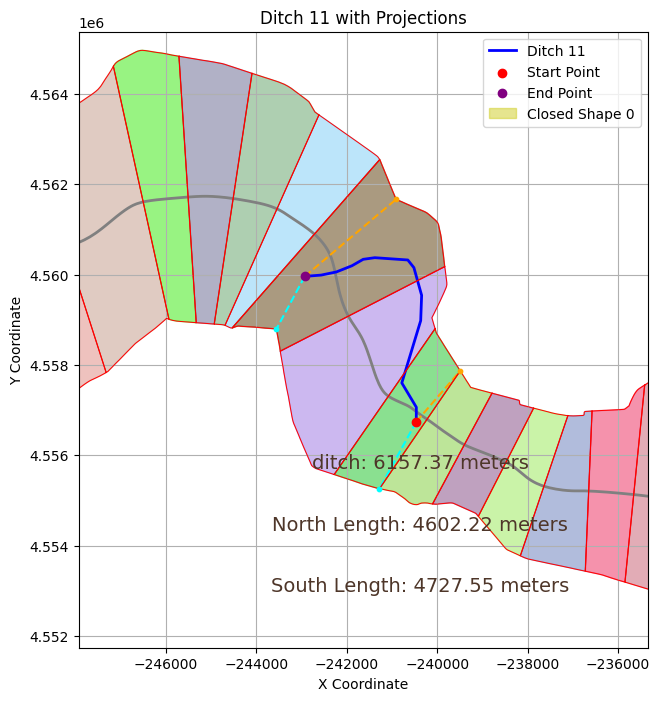 Ditch 11 with Projections
1e6
Ditch 11
Start Point
End Point
Closed Shape 0
4.564
4.562
4.560
4.558
4.556
4.554
4.552
Y Coordinate
ditch: 6157.37 meters
North Length: 4602.22 meters
South Length: 4727.55 meters
−246000 −244000 −242000 −240000 −238000 −236000
X Coordinate